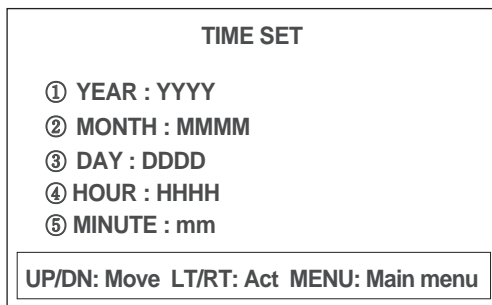 TIME SET
① YEAR : YYYY
② MONTH : MMMM
③ DAY : DDDD
④ HOUR : HHHH
⑤ MINUTE : mm
UP/DN: Move LT/RT: Act MENU: Main menu